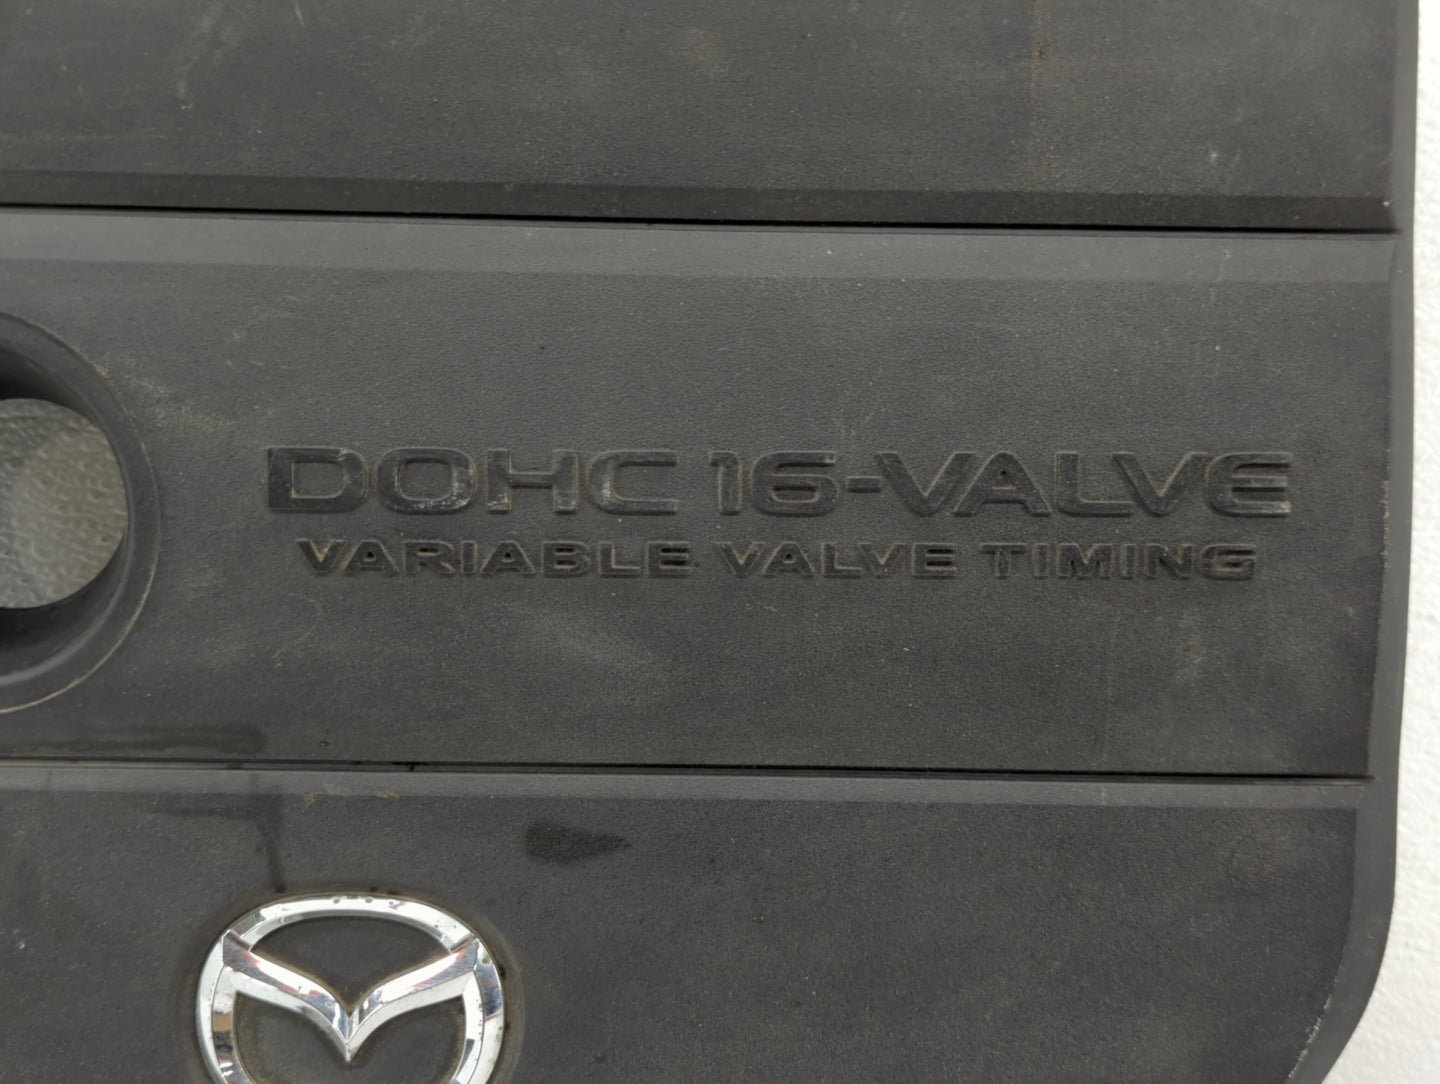 DOHC 16-VALVE
VARIABLE VALVE TIMING